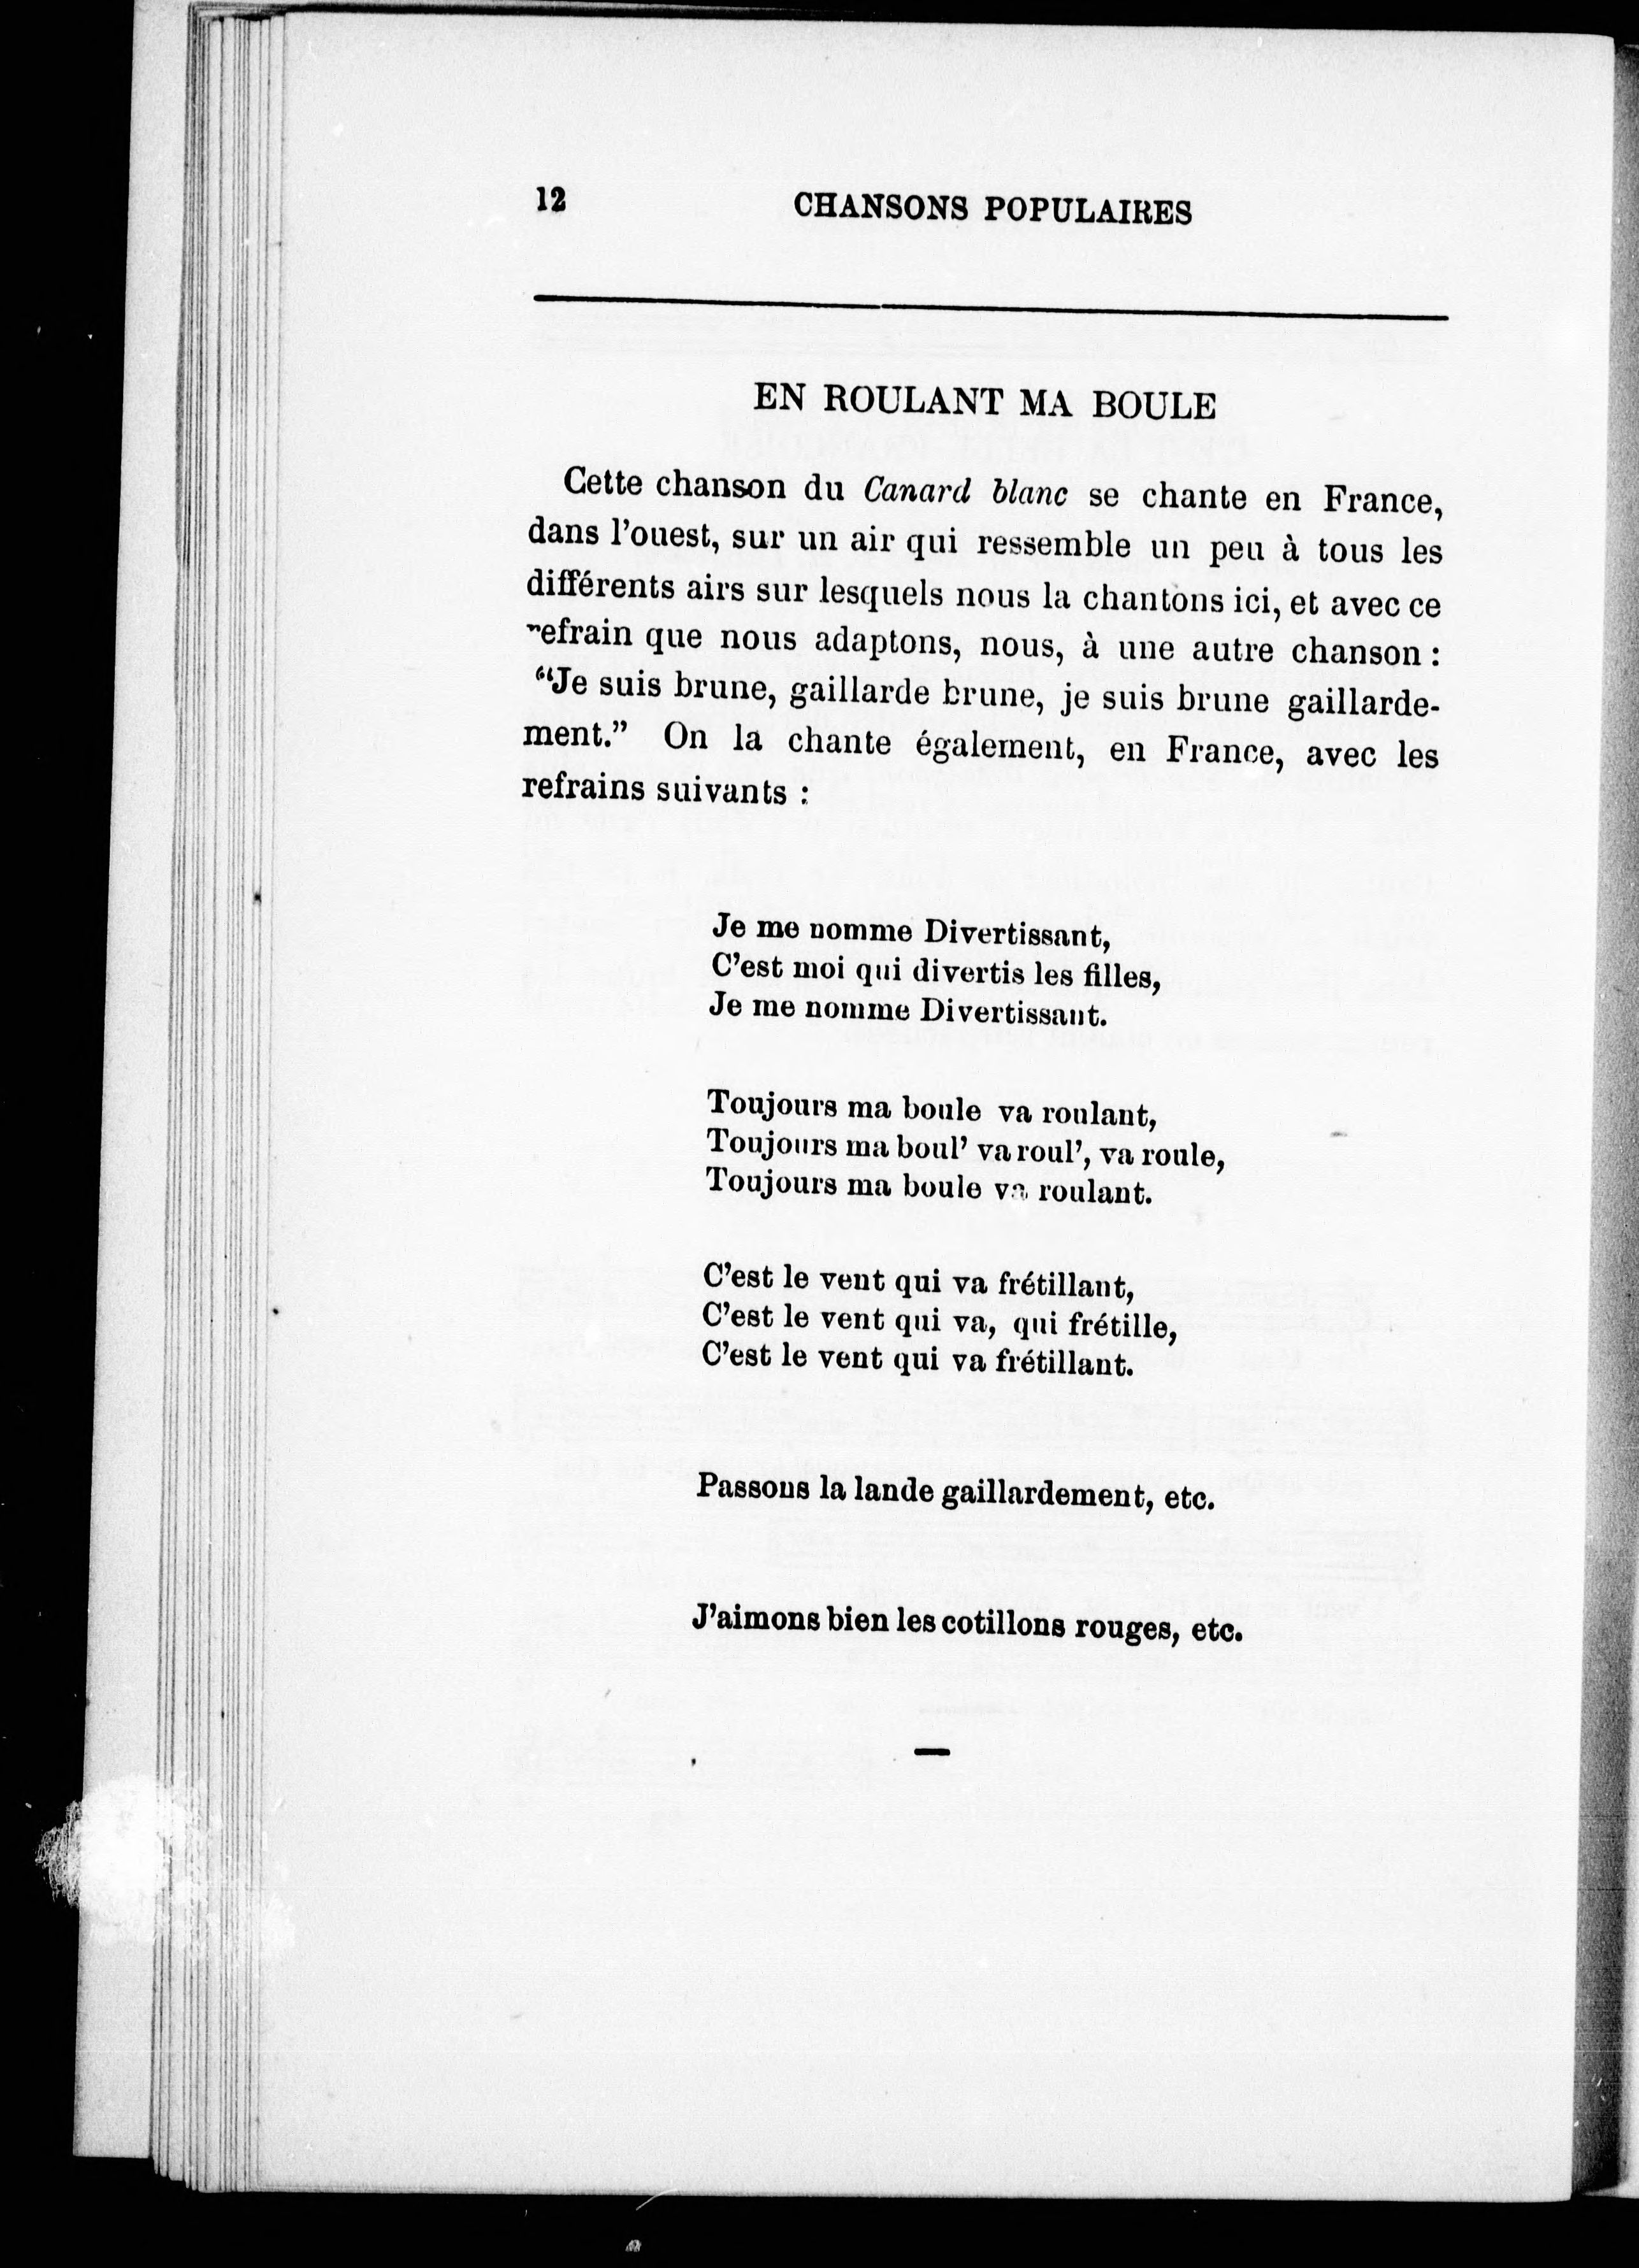 12
CHANSONS POPULAIRES
EN ROULANT MA BOULE
Cette chanson du Canard blanc se chante en France,
dans l’ouest, sur un air qui ressemble un peu à tous les
différents airs sur lesquels nous la chantons ici, et avec ce
refrain que nous adaptons, nous, à une autre chanson :
“Je suis brune, gaillarde brune, je suis brune gaillarde-
ment.” On la chante également, en France, avec les
refrains suivants :
Je me nomme Divertissant,
C’est moi qui divertis les filles,
Je me nomme Divertissant.
Toujours ma boule va roulant,
Toujours ma boul’ va roul’, va roule,
Toujours ma boule va roulant.
C’est le vent qui va frétillant,
C’est le vent qui va, qui frétille,
C’est le vent qui va frétillant.
Passons la lande gaillardement, etc.
J’aimons bien les cotillons rouges, etc.